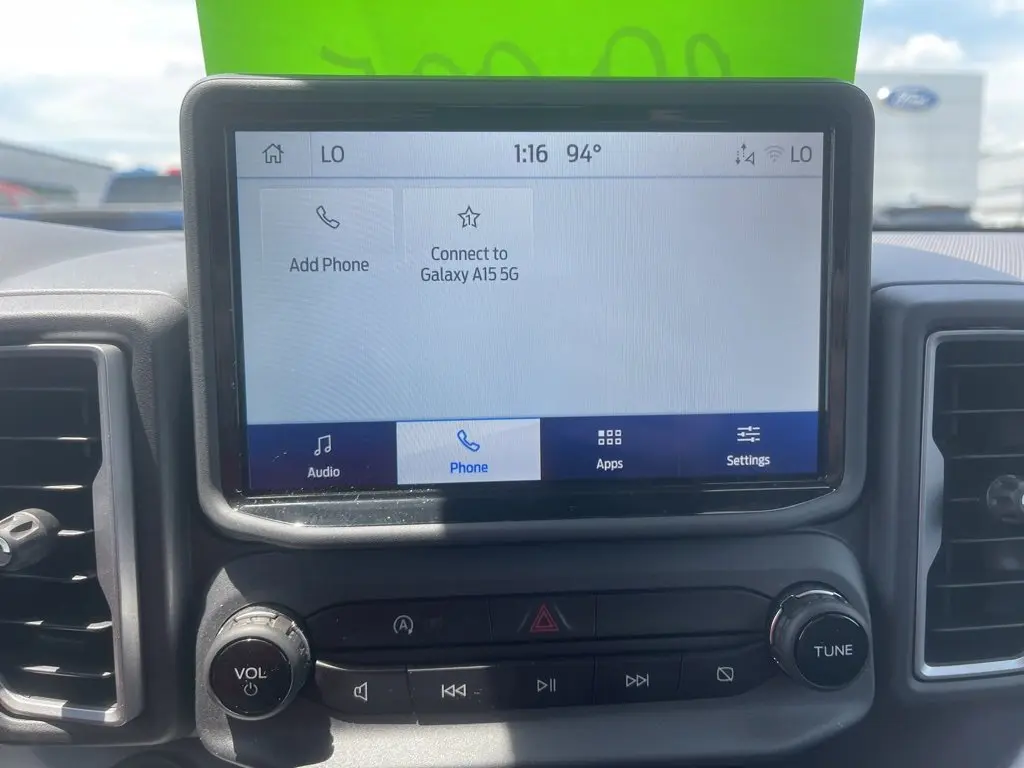 Ford
LO 1:16 94° LO
Add Phone
1
Connect to
Galaxy A15 5G
Audio
Phone
Apps
Settings
A
VOL
TUNE